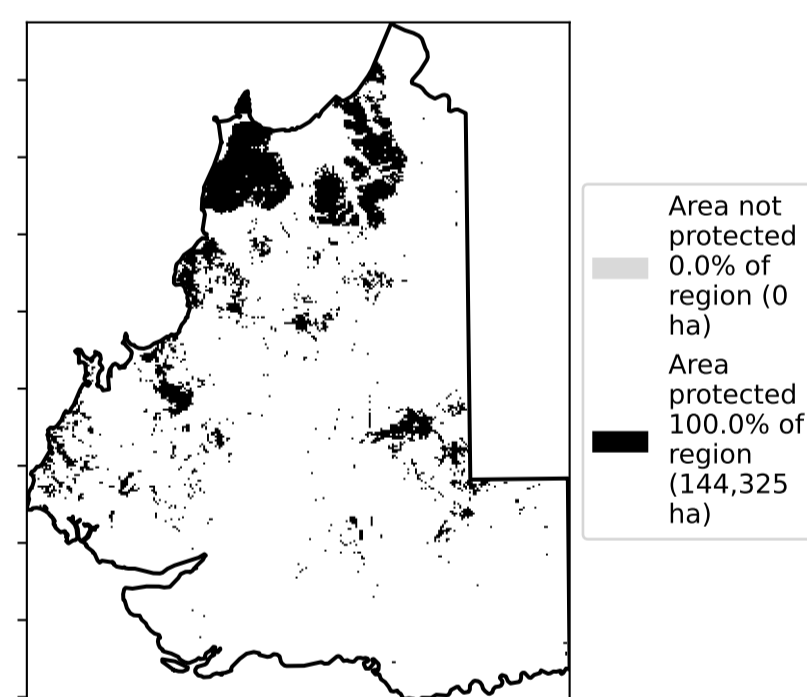 Area not
protected
0.0% of
region (0
ha)
Area
protected
100.0% of
region
(144,325
ha)